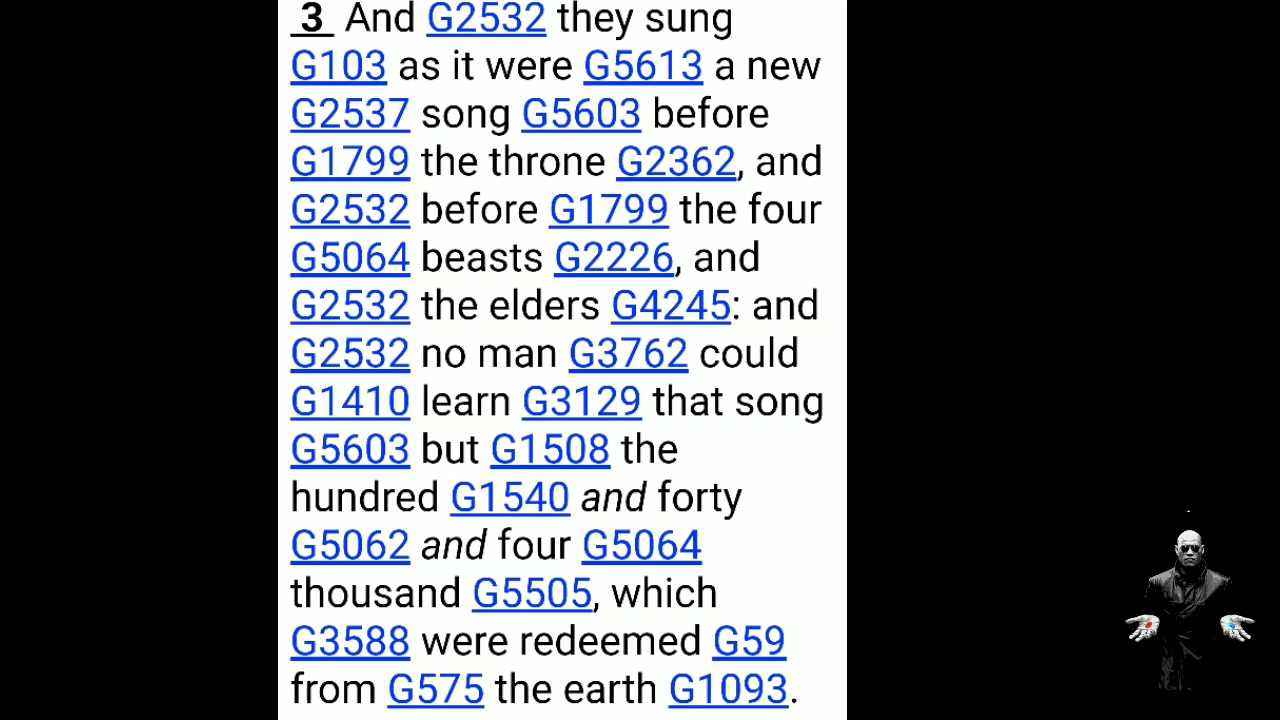 3 And G2532 they sung
G103 as it were G5613 a new
G2537 song G5603 before
G1799 the throne G2362, and
G2532 before G1799 the four
G5064 beasts G2226, and
G2532 the elders G4245: and
G2532 no man G3762 could
G1410 learn G3129 that song
G5603 but G1508 the
hundred G1540 and forty
G5062 and four G5064
thousand G5505, which
G3588 were redeemed G59
from G575 the earth G1093.